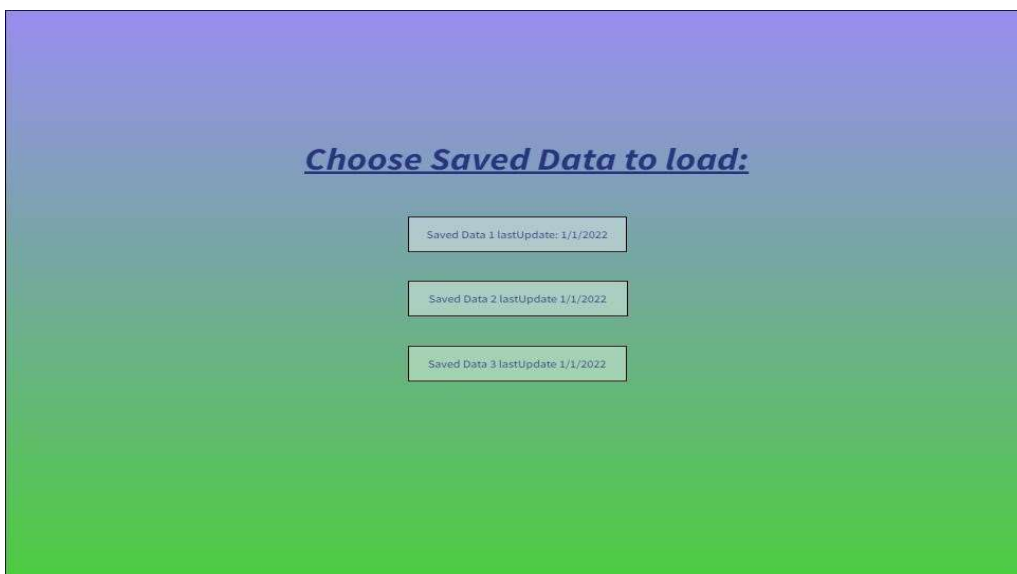 Choose Saved Data to load:
Saved Data 1 lastUpdate: 1/1/2022
Saved Data 2 lastUpdate 1/1/2022
Saved Data 3 lastUpdate 1/1/2022